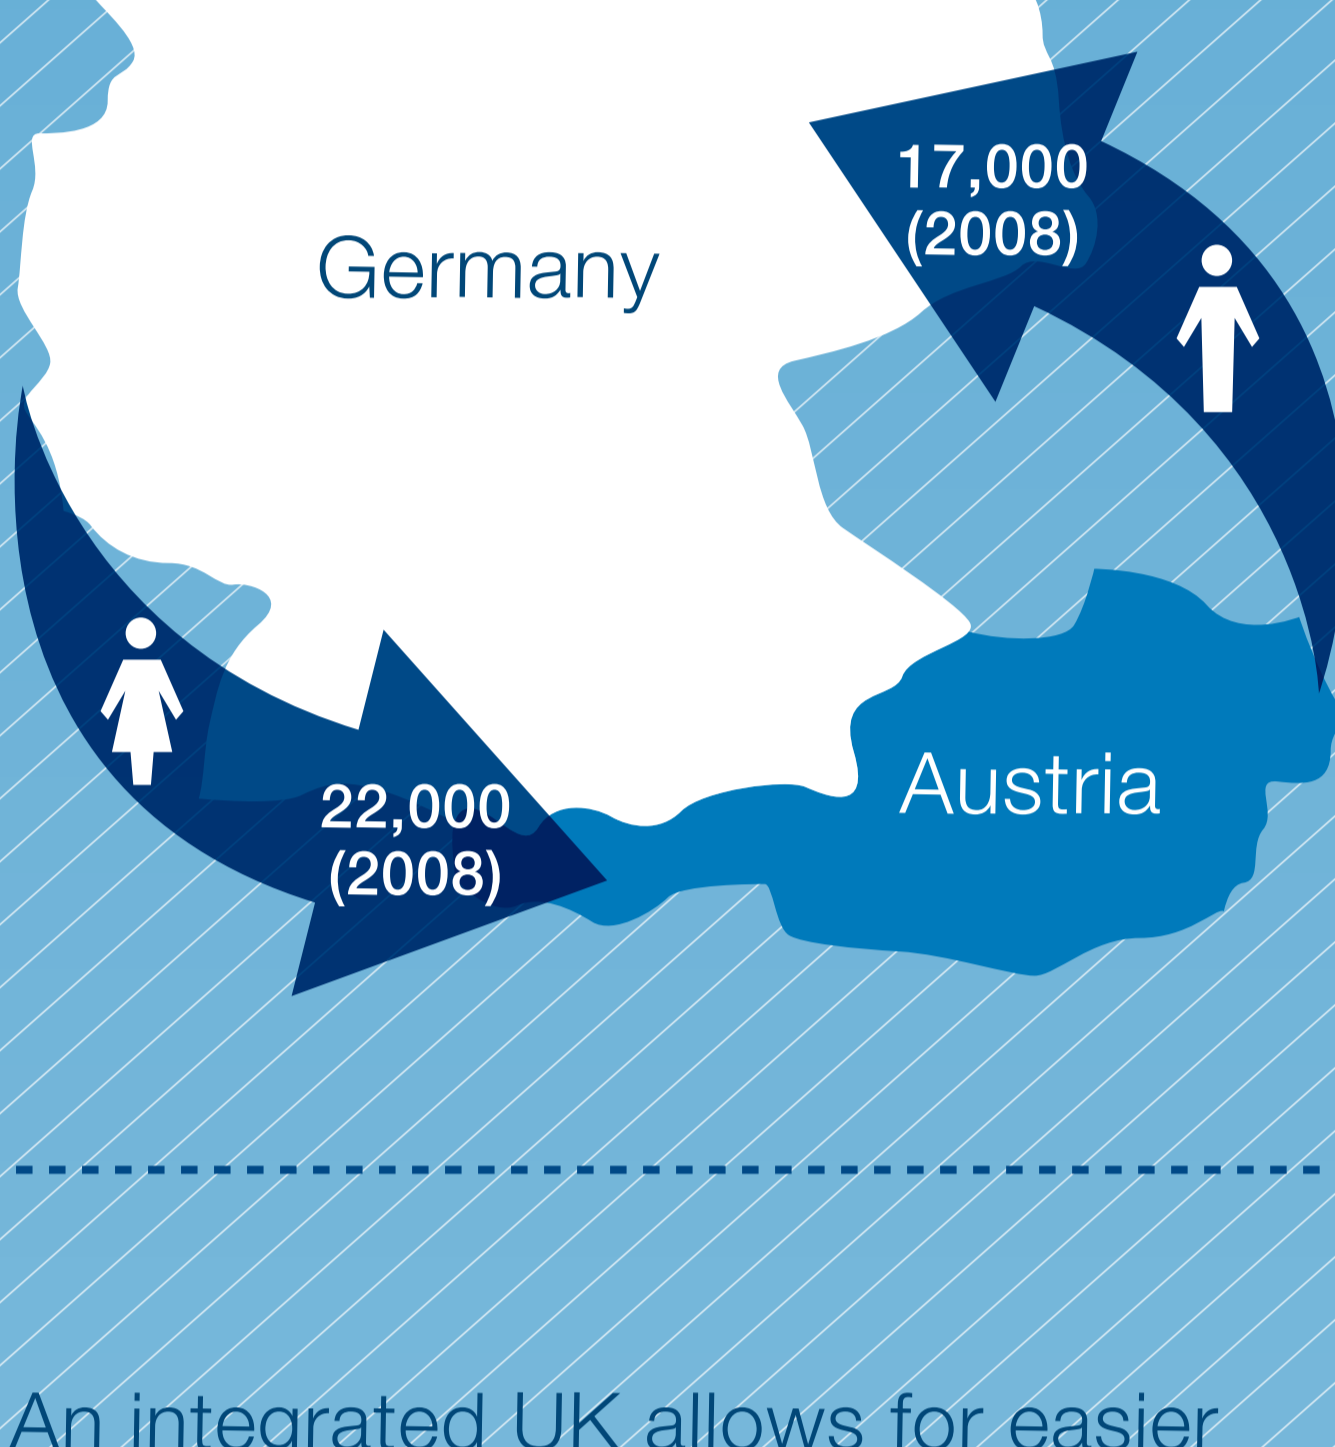 17,000
(2008)
Germany
Austria
22,000
(2008)
An integrated UK allows for easier